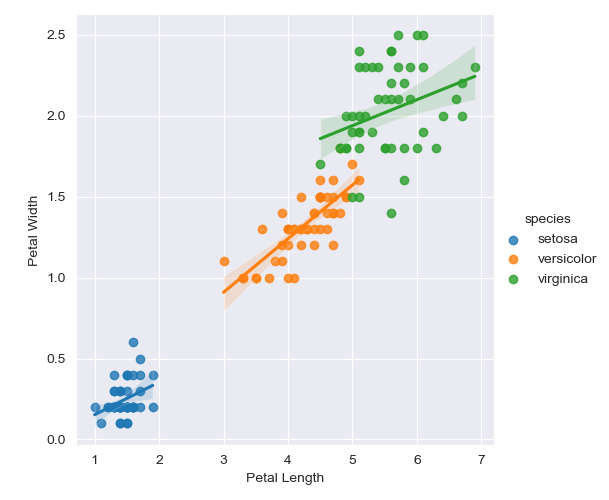 2.5
2.0
1.5
1.0
0.5
0.0
Petal Width
1 2 3 4 5 6 7
Petal Length
species
setosa
versicolor
virginica